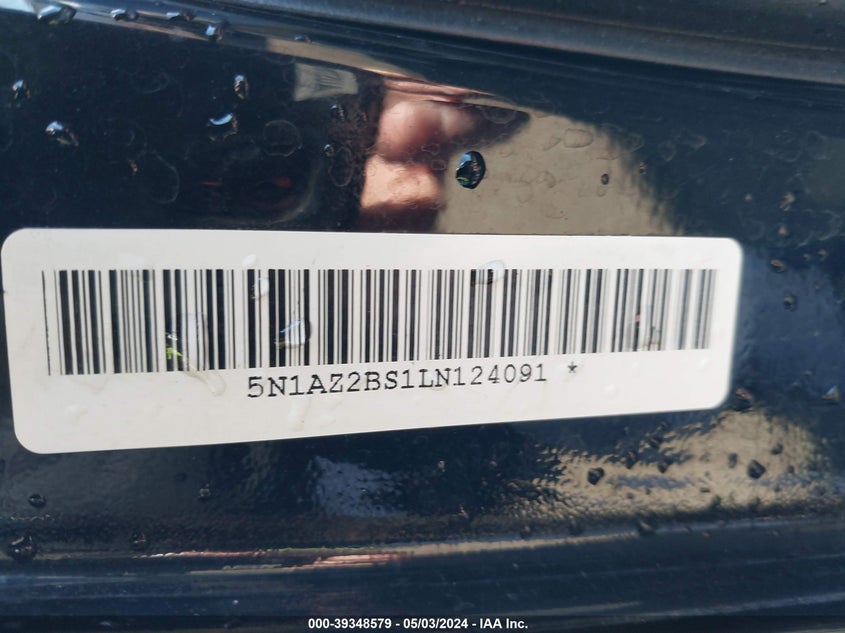 5N1AZ2BS1LN124091 *
000-39348579 — 05/03/2024 — IAA Inc.